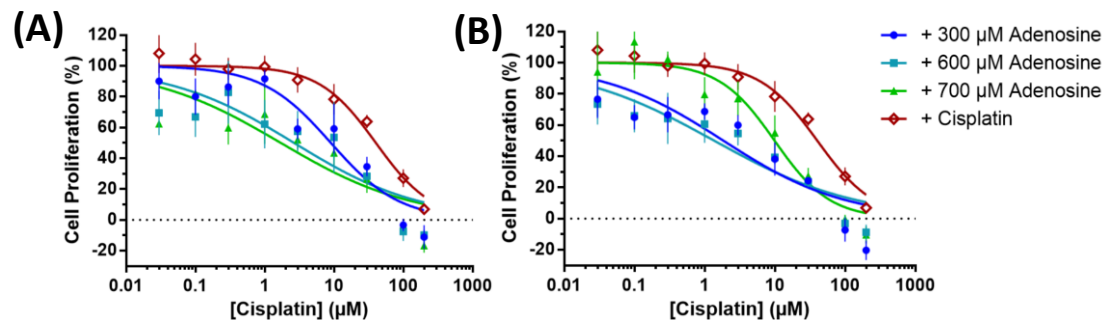 (A)
120
100
80
60
40
20
0
-20
Cell Proliferation (%)
0.01 0.1 1 10 100 1000
[Cisplatin] (µM)
(B)
120
100
80
60
40
20
0
-20
Cell Proliferation (%)
0.01 0.1 1 10 100 1000
[Cisplatin] (µM)
+ 300 µM Adenosine
+ 600 µM Adenosine
+ 700 µM Adenosine
+ Cisplatin